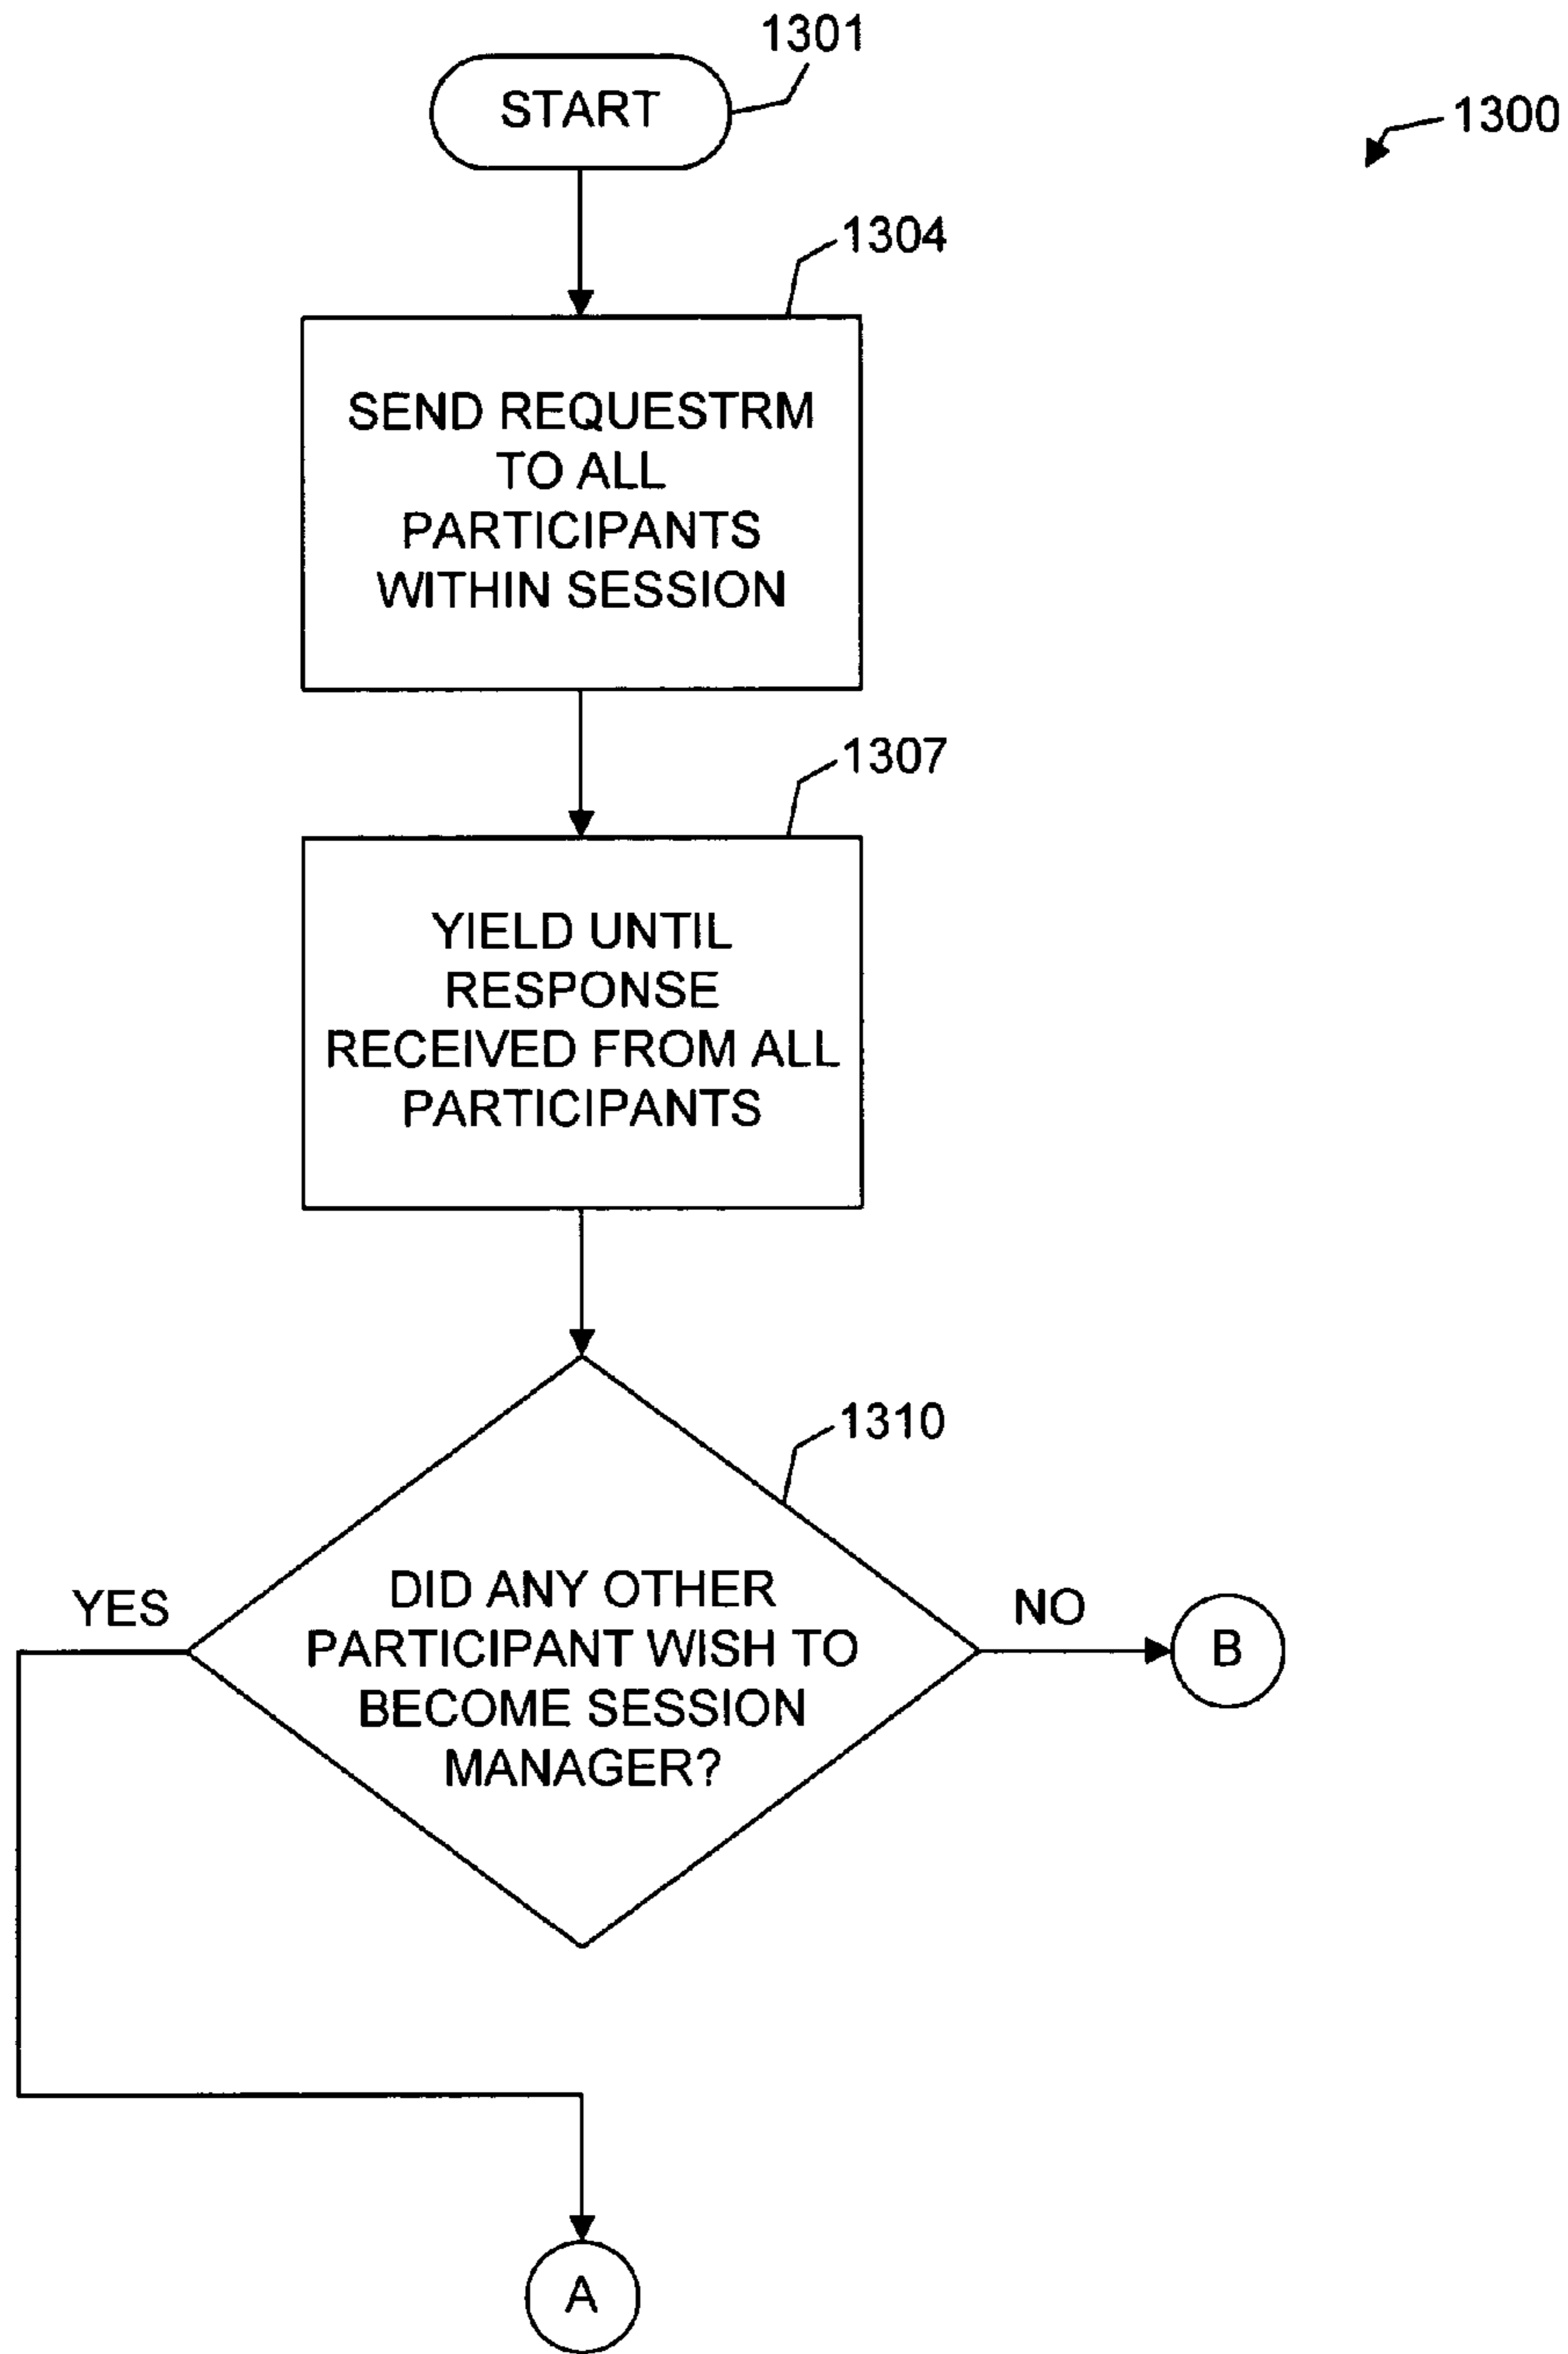 1301
START
1300
1304
SEND REQUESTRM
TO ALL
PARTICIPANTS
WITHIN SESSION
1307
YIELD UNTIL
RESPONSE
RECEIVED FROM ALL
PARTICIPANTS
1310
DID ANY OTHER
PARTICIPANT WISH TO
BECOME SESSION
MANAGER?
YES
NO
B
A